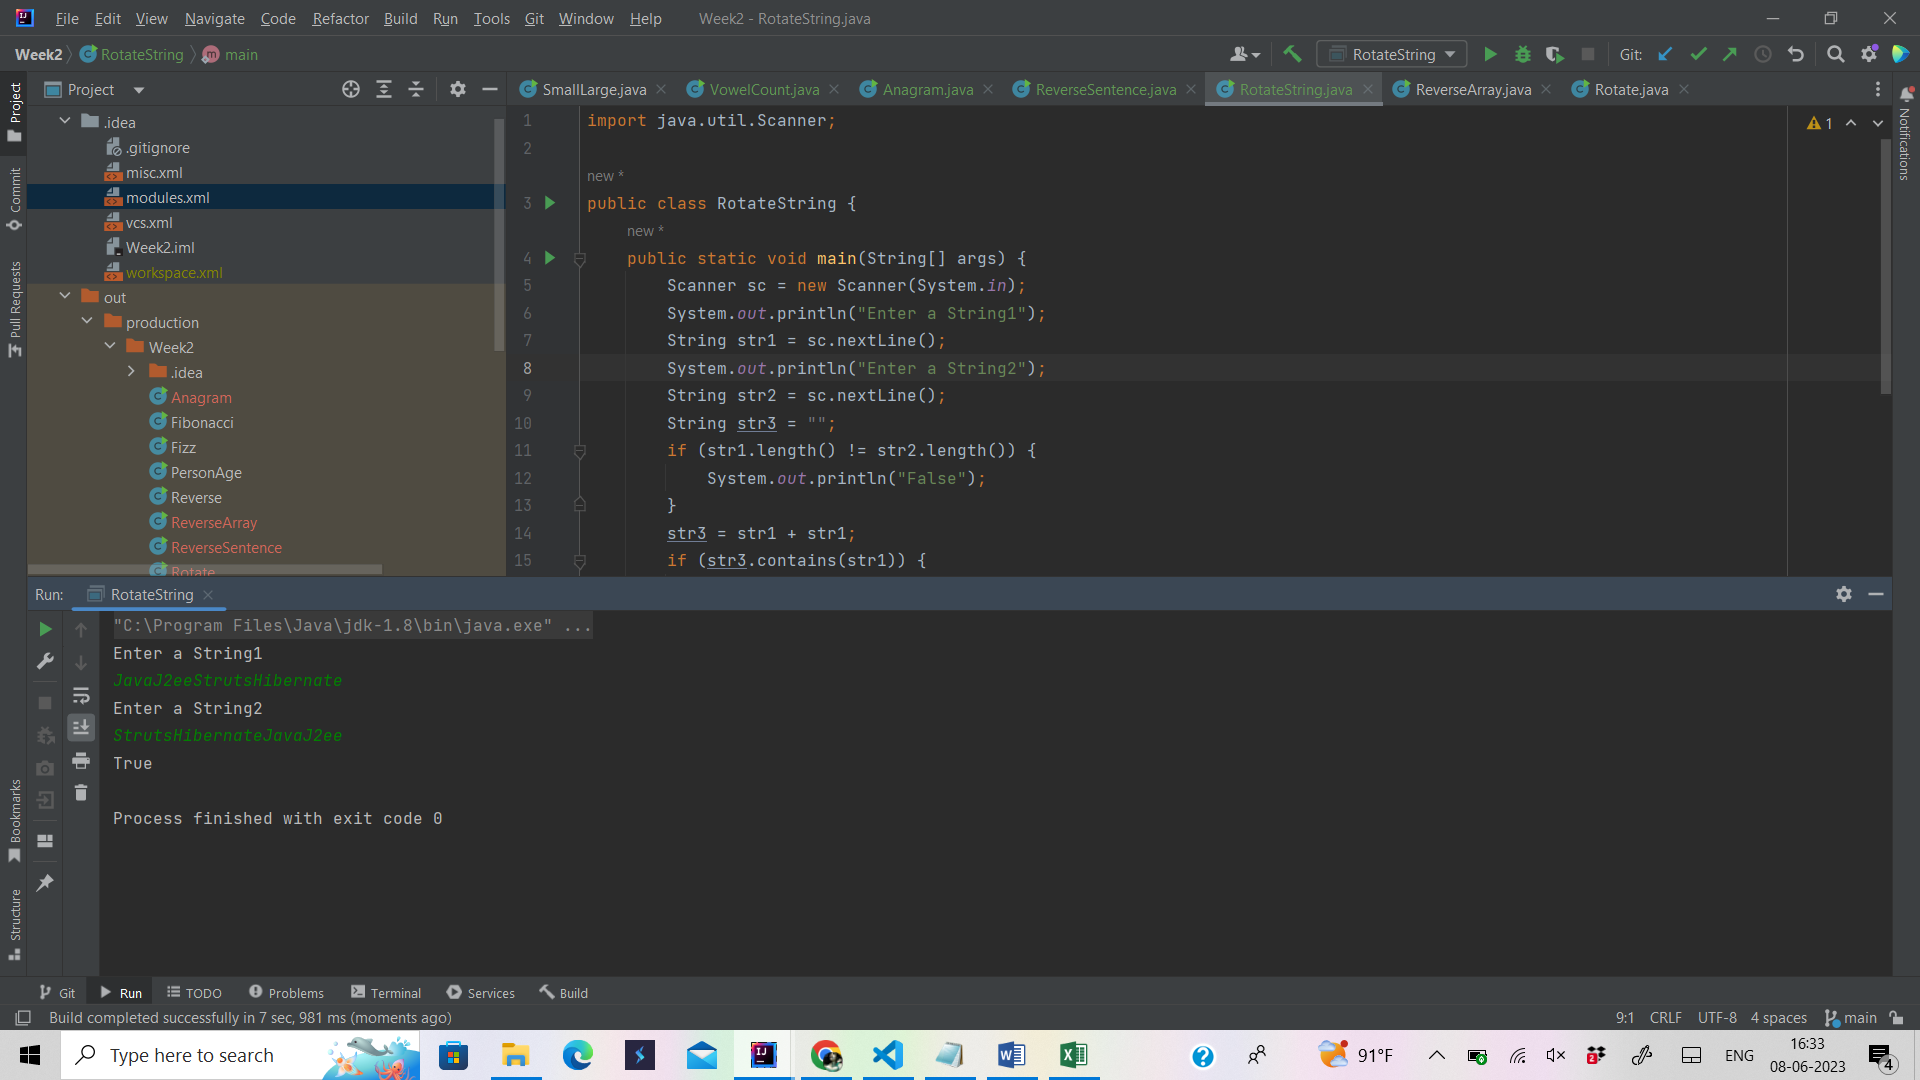 File Edit View Navigate Code Refactor Build Run Tools Git Window Help Week2 - RotateString.java
Week2 RotateString main RotateString Git:
Project SmallLarge.java VowelCount.java Anagram.java ReverseSentence.java RotateString.java ReverseArray.java Rotate.java
Project
Commit
Pull Requests
Bookmarks
Structure
Notifications
.idea
.gitignore
misc.xml
modules.xml
vcs.xml
Week2.iml
workspace.xml
out
production
Week2
.idea
Anagram
Fibonacci
Fizz
PersonAge
Reverse
ReverseArray
ReverseSentence
Rotate
1 import java.util.Scanner;
2
new *
3 public class RotateString {
new *
4 public static void main(String[] args) {
5 Scanner sc = new Scanner(System.in);
6 System.out.println("Enter a String1");
7 String str1 = sc.nextLine();
8 System.out.println("Enter a String2");
9 String str2 = sc.nextLine();
10 String str3 = "";
11 if (str1.length() != str2.length()) {
12 System.out.println("False");
13 }
14 str3 = str1 + str1;
15 if (str3.contains(str1)) {
1
Run: RotateString
"C:\Program Files\Java\jdk-1.8\bin\java.exe" ...
Enter a String1
JavaJ2eeStrutsHibernate
Enter a String2
StrutsHibernateJavaJ2ee
True
Process finished with exit code 0
Git Run TODO Problems Terminal Services Build
Build completed successfully in 7 sec, 981 ms (moments ago) 9:1 CRLF UTF-8 4 spaces main
Type here to search 91°F ENG 16:33
08-06-2023 4